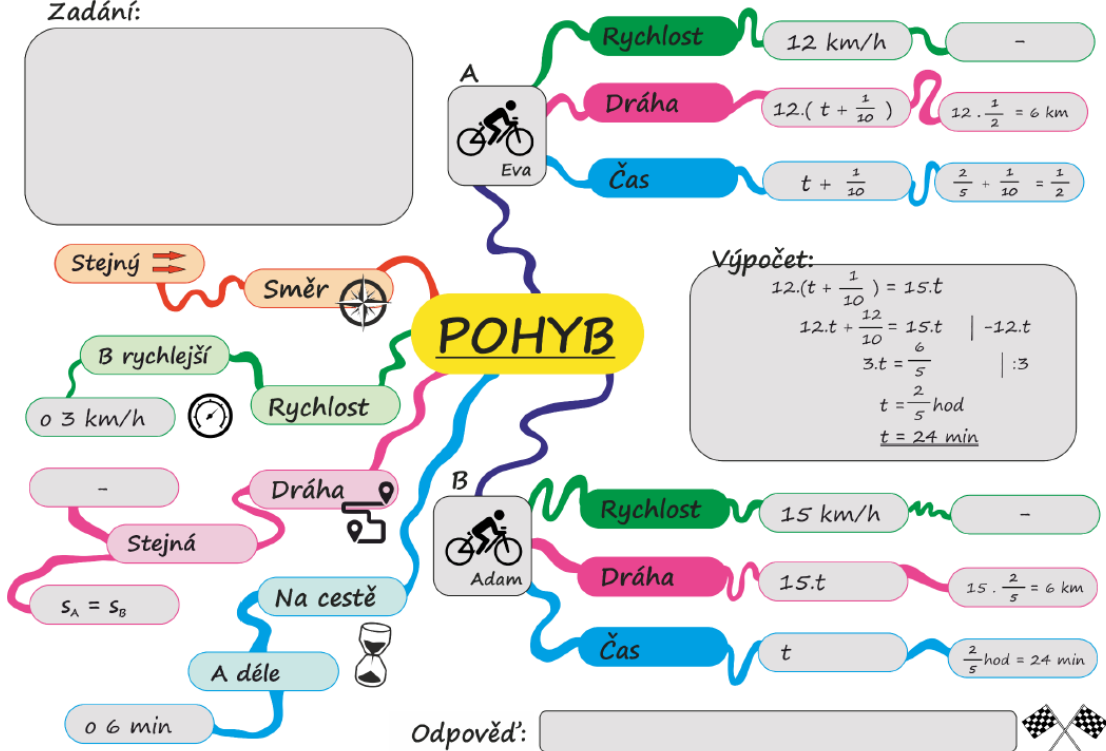 Zadání:
A
Eva
Rychlost
12 km/h
-
Dráha
12.( t + 1/10 )
12 . 1/2 = 6 km
Čas
t + 1/10
2/5 + 1/10 = 1/2
Stejný
Směr
POHYB
B rychlejší
o 3 km/h
Rychlost
Dráha
-
Stejná
s_A = s_B
Na cestě
A déle
o 6 min
Výpočet:
12.(t + 1/10 ) = 15.t
12.t + 12/10 = 15.t | -12.t
3.t = 6/5 | :3
t = 2/5 hod
t = 24 min
B
Adam
Rychlost
15 km/h
-
Dráha
15.t
15 . 2/5 = 6 km
Čas
t
2/5 hod = 24 min
Odpověď: